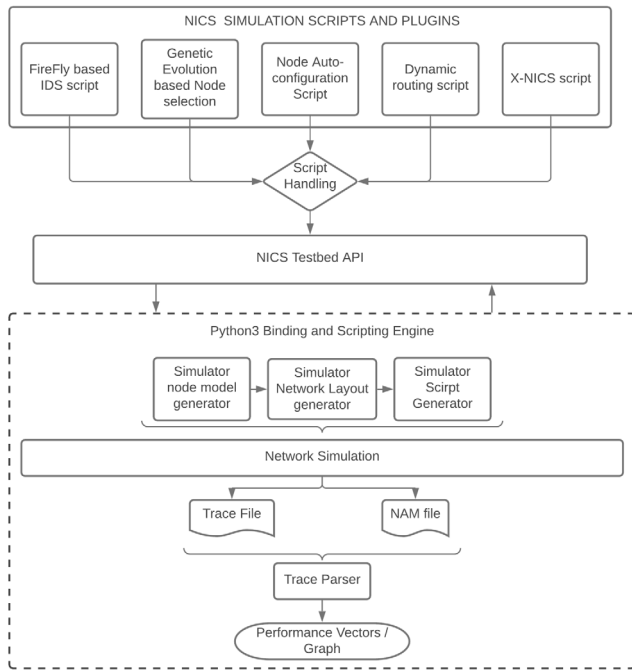 NICS SIMULATION SCRIPTS AND PLUGINS
FireFly based
IDS script
Genetic
Evolution
based Node
selection
Node Auto-
configuration
Script
Dynamic
routing script
X-NICS script
Script
Handling
NICS Testbed API
Python3 Binding and Scripting Engine
Simulator
node model
generator
Simulator
Network Layout
generator
Simulator
Scirpt
Generator
Network Simulation
Trace File
NAM file
Trace Parser
Performance Vectors /
Graph